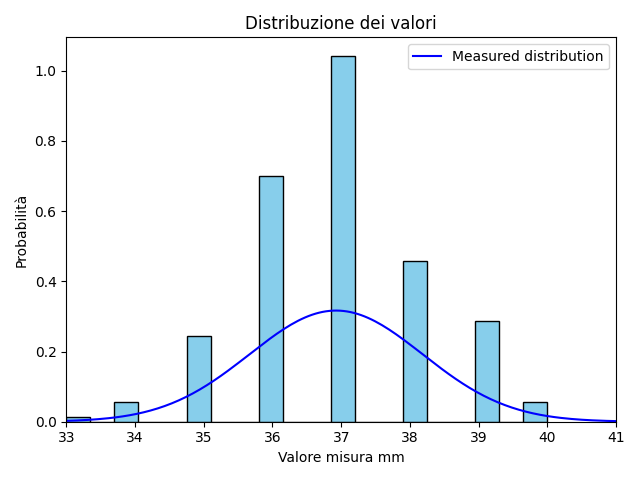 Distribuzione dei valori
Measured distribution
Probabilità
1.0
0.8
0.6
0.4
0.2
0.0
33 34 35 36 37 38 39 40 41
Valore misura mm